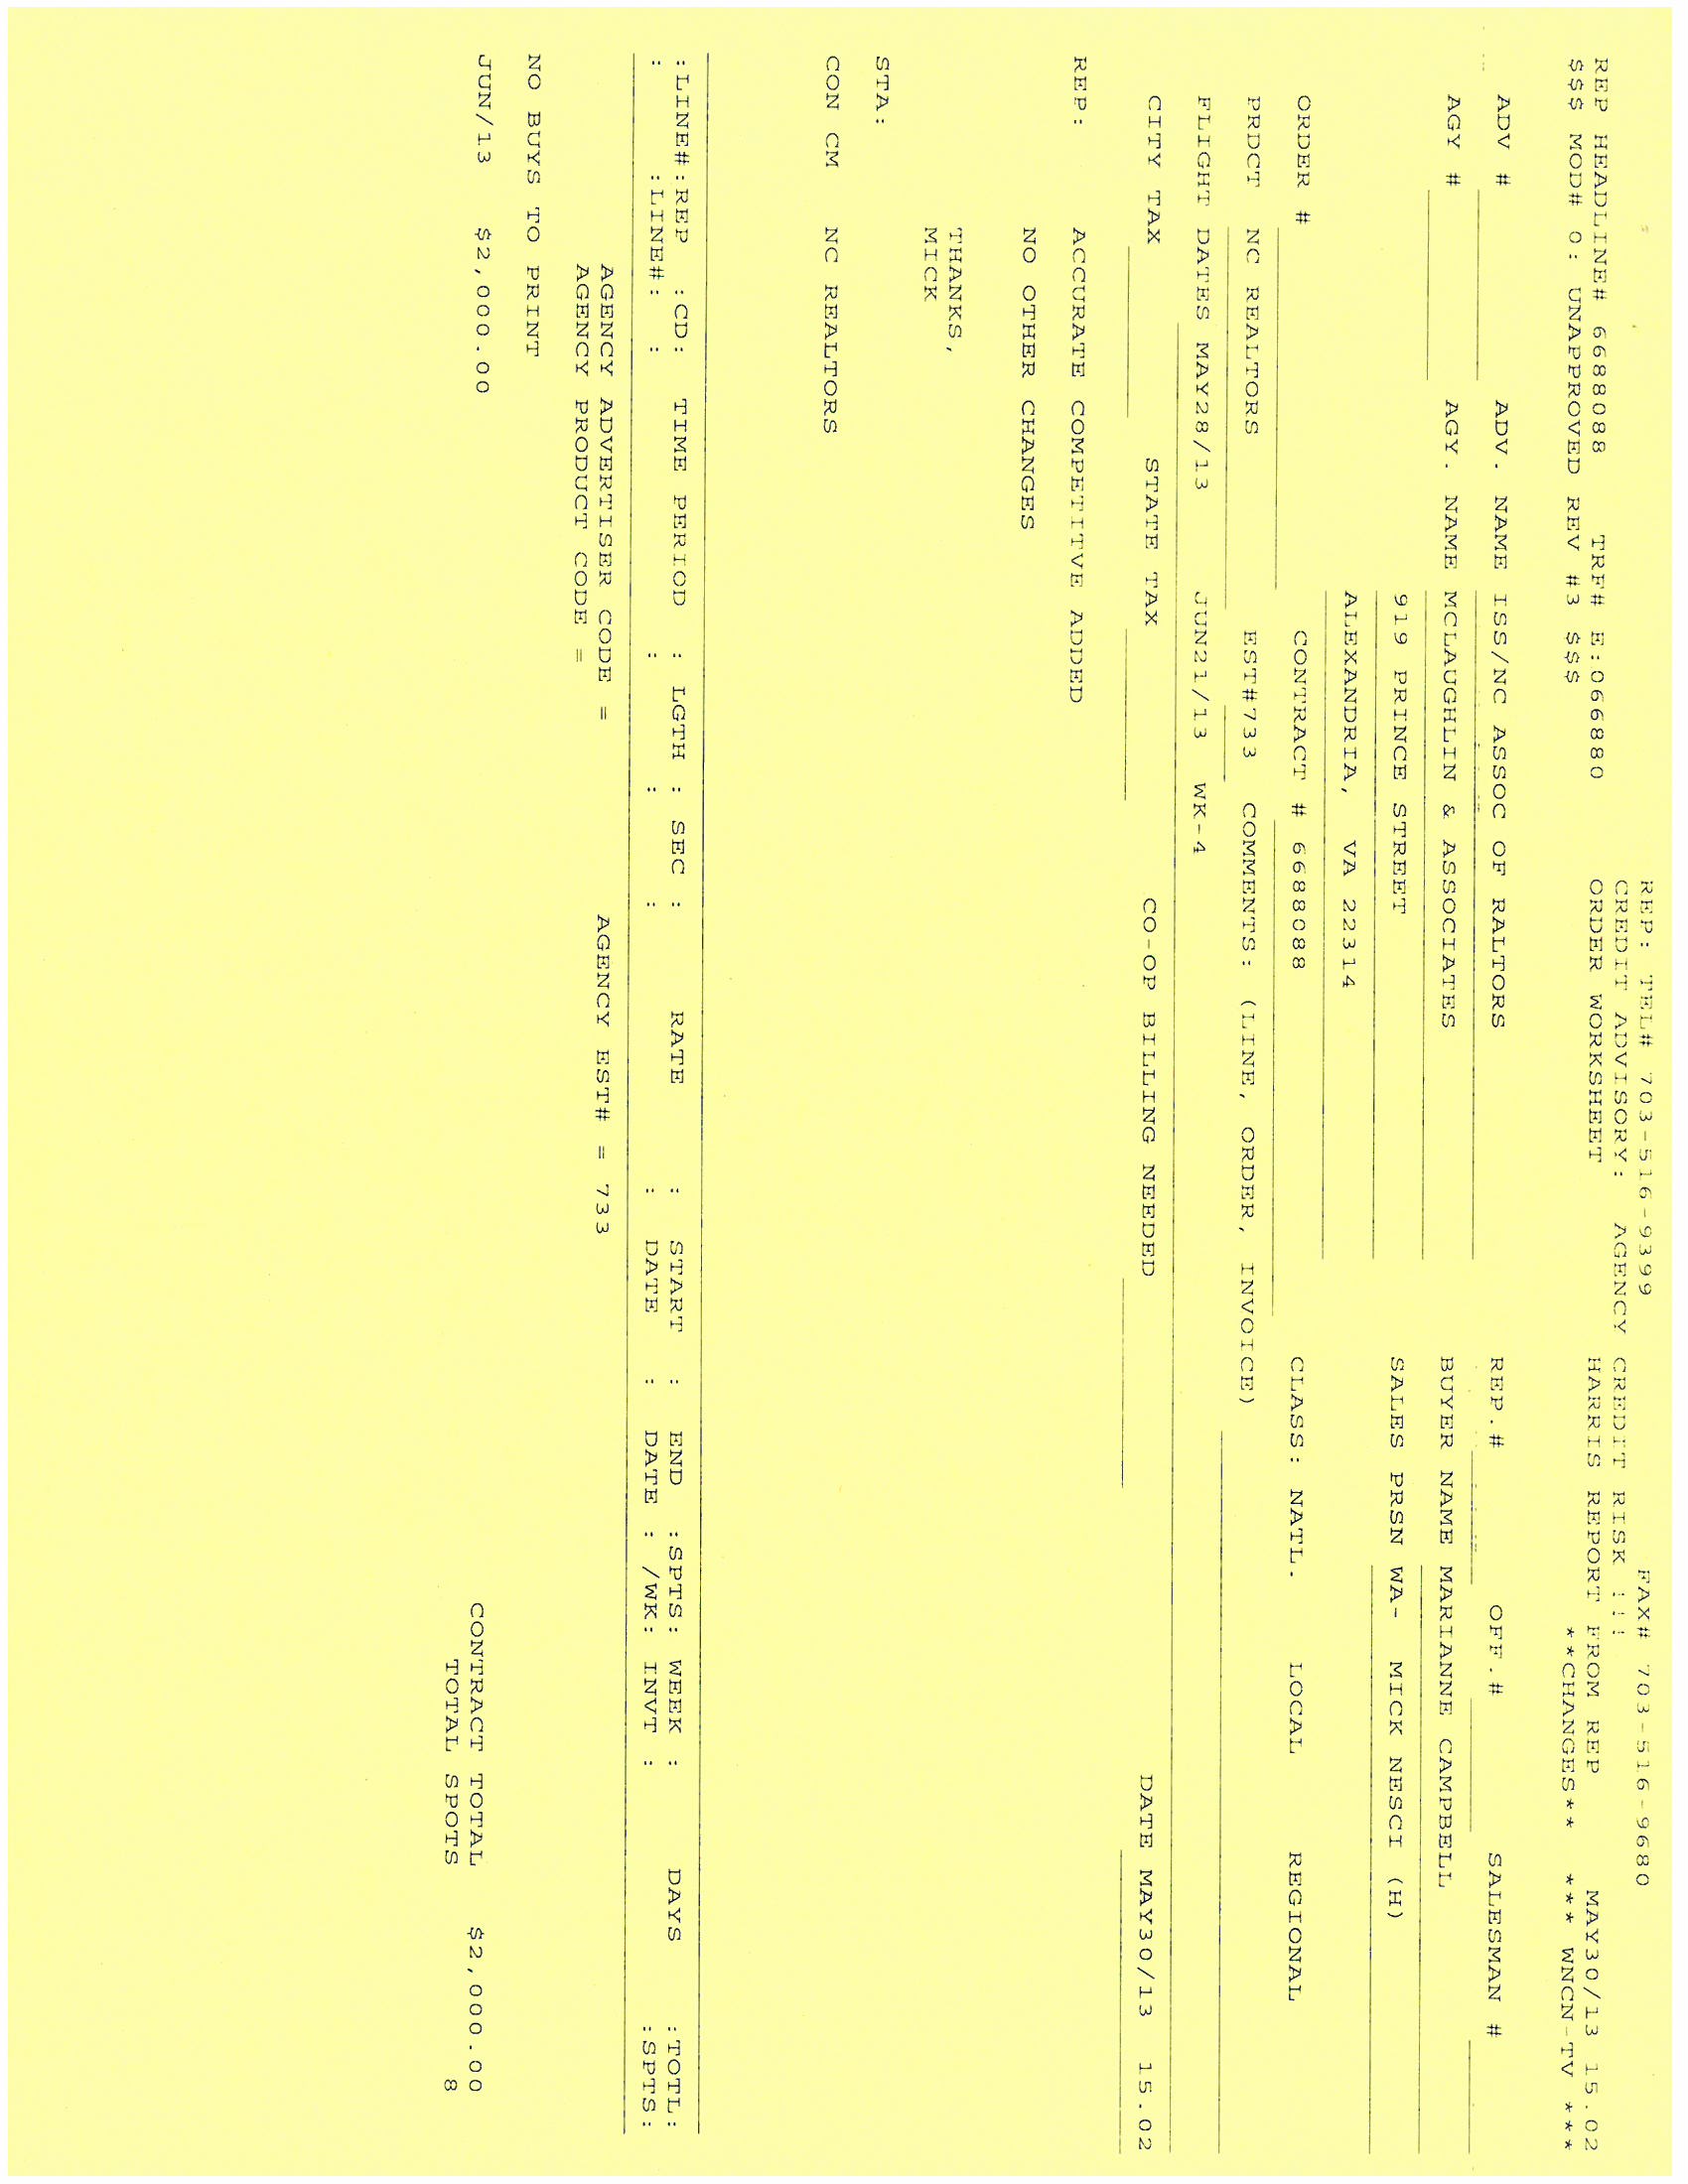 REP: TEL# 703-516-9399 FAX# 703-516-9680
CREDIT ADVISORY: AGENCY CREDIT RISK !!!
REP HEADLINE# 6688088 TRF# E:066880 ORDER WORKSHEET HARRIS REPORT FROM REP MAY30/13 15.02
$$$ MOD# 0: UNAPPROVED REV #3 $$$ **CHANGES** *** WNCN-TV ***
ADV # ADV. NAME ISS/NC ASSOC OF RALTORS REP.# OFF.# SALESMAN #
AGY # AGY. NAME MCLAUGHLIN & ASSOCIATES BUYER NAME MARIANNE CAMPBELL
919 PRINCE STREET SALES PRSN WA- MICK NESCI (H)
ALEXANDRIA, VA 22314
ORDER # CONTRACT # 6688088 CLASS: NATL. LOCAL REGIONAL
PRDCT NC REALTORS EST#733 COMMENTS: (LINE, ORDER, INVOICE)
FLIGHT DATES MAY28/13 JUN21/13 WK-4
CITY TAX STATE TAX CO-OP BILLING NEEDED DATE MAY30/13 15.02
REP: ACCURATE COMPETITVE ADDED
NO OTHER CHANGES
THANKS,
MICK
STA:
CON CM NC REALTORS
:LINE#:REP :CD: TIME PERIOD : LGTH : SEC : RATE : START : END :SPTS: WEEK : DAYS :TOTL:
: :LINE#: : : : : : DATE : DATE : /WK: INVT : :SPTS:
AGENCY ADVERTISER CODE = AGENCY EST# = 733
AGENCY PRODUCT CODE =
NO BUYS TO PRINT
JUN/13 $2,000.00 CONTRACT TOTAL $2,000.00
TOTAL SPOTS 8